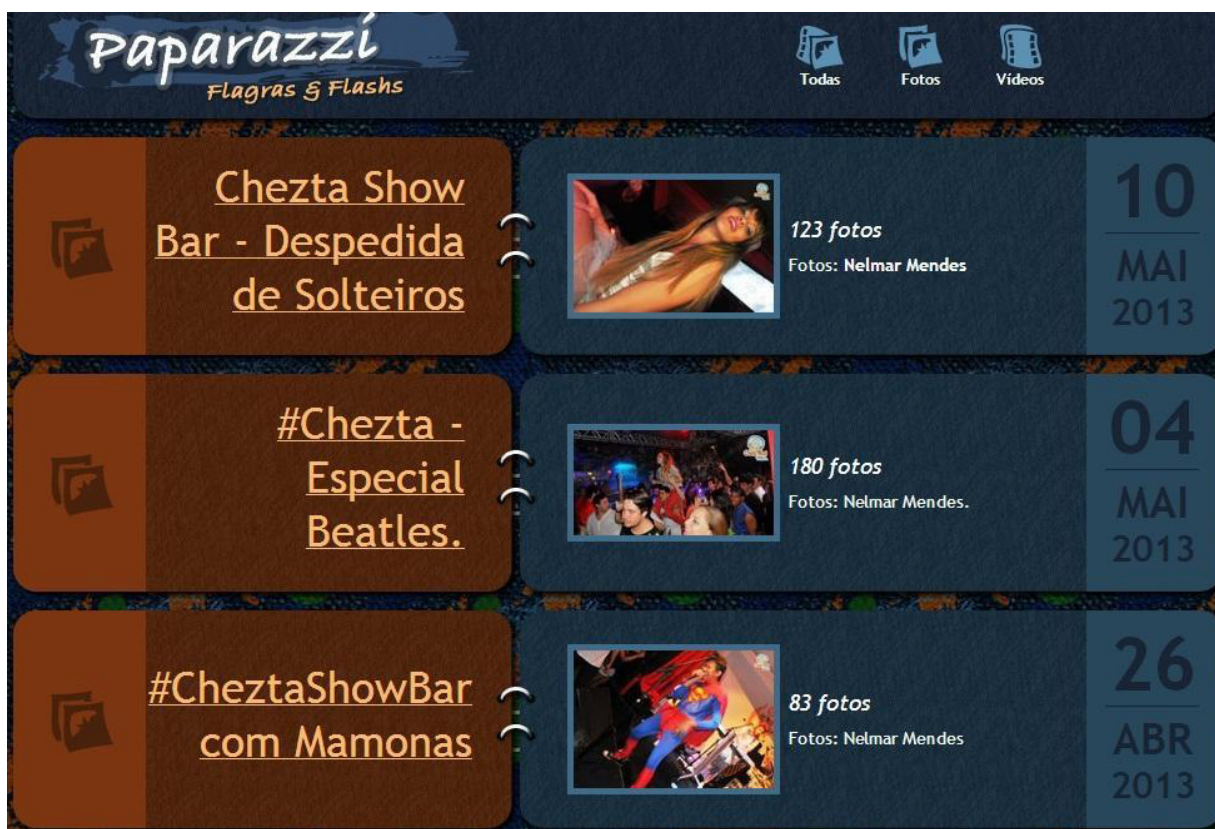 Paparazzi
Flagras & Flashs
Todas
Fotos
Vídeos
Chezta Show
Bar - Despedida
de Solteiros
123 fotos
Fotos: Nelmar Mendes
10
MAI
2013
#Chezta -
Especial
Beatles.
180 fotos
Fotos: Nelmar Mendes.
04
MAI
2013
#CheztaShowBar
com Mamonas
83 fotos
Fotos: Nelmar Mendes
26
ABR
2013